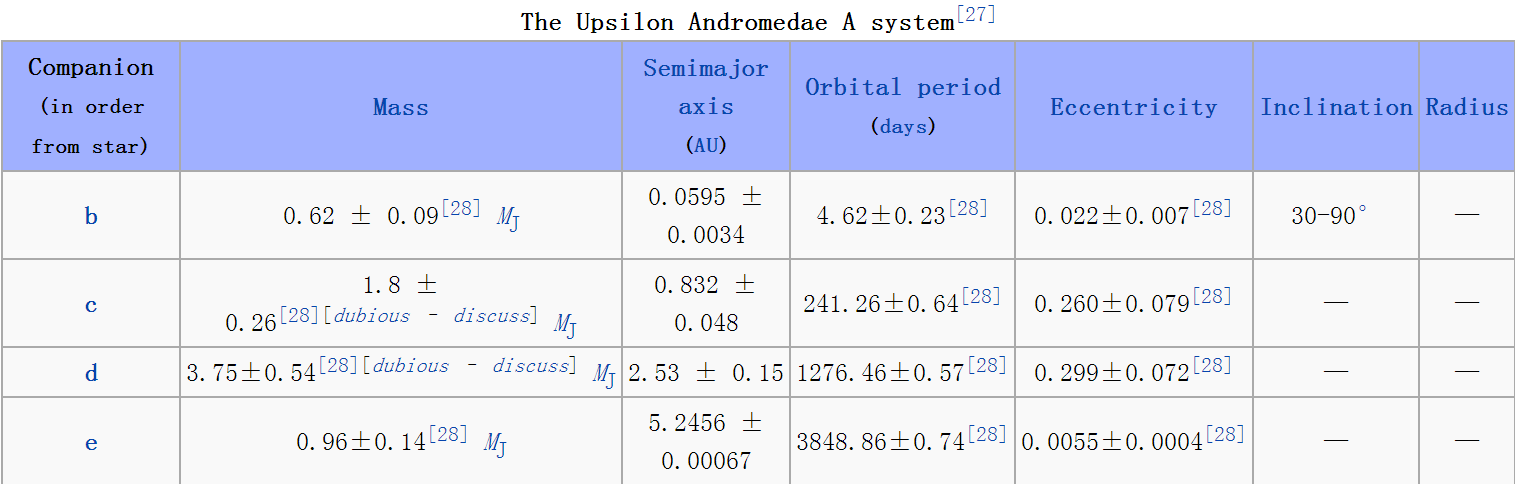 The Upsilon Andromedae A system[27]
Companion
(in order
from star)
Mass
Semimajor
axis
(AU)
Orbital period
(days)
Eccentricity
Inclination
Radius
b
0.62 ± 0.09[28] MJ
0.0595 ±
0.0034
4.62±0.23[28]
0.022±0.007[28]
30-90°
—
c
1.8 ±
0.26[28][dubious – discuss] MJ
0.832 ±
0.048
241.26±0.64[28]
0.260±0.079[28]
—
—
d
3.75±0.54[28][dubious – discuss] MJ
2.53 ± 0.15
1276.46±0.57[28]
0.299±0.072[28]
—
—
e
0.96±0.14[28] MJ
5.2456 ±
0.00067
3848.86±0.74[28]
0.0055±0.0004[28]
—
—